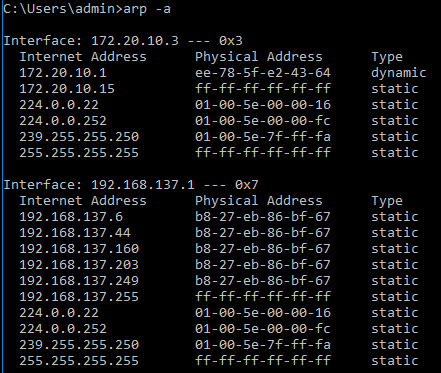 C:\Users\admin>arp -a
Interface: 172.20.10.3 --- 0x3
Internet Address Physical Address Type
172.20.10.1 ee-78-5f-e2-43-64 dynamic
172.20.10.15 ff-ff-ff-ff-ff-ff static
224.0.0.22 01-00-5e-00-00-16 static
224.0.0.252 01-00-5e-00-00-fc static
239.255.255.250 01-00-5e-7f-ff-fa static
255.255.255.255 ff-ff-ff-ff-ff-ff static
Interface: 192.168.137.1 --- 0x7
Internet Address Physical Address Type
192.168.137.6 b8-27-eb-86-bf-67 static
192.168.137.44 b8-27-eb-86-bf-67 static
192.168.137.160 b8-27-eb-86-bf-67 static
192.168.137.203 b8-27-eb-86-bf-67 static
192.168.137.249 b8-27-eb-86-bf-67 static
192.168.137.255 ff-ff-ff-ff-ff-ff static
224.0.0.22 01-00-5e-00-00-16 static
224.0.0.252 01-00-5e-00-00-fc static
239.255.255.250 01-00-5e-7f-ff-fa static
255.255.255.255 ff-ff-ff-ff-ff-ff static